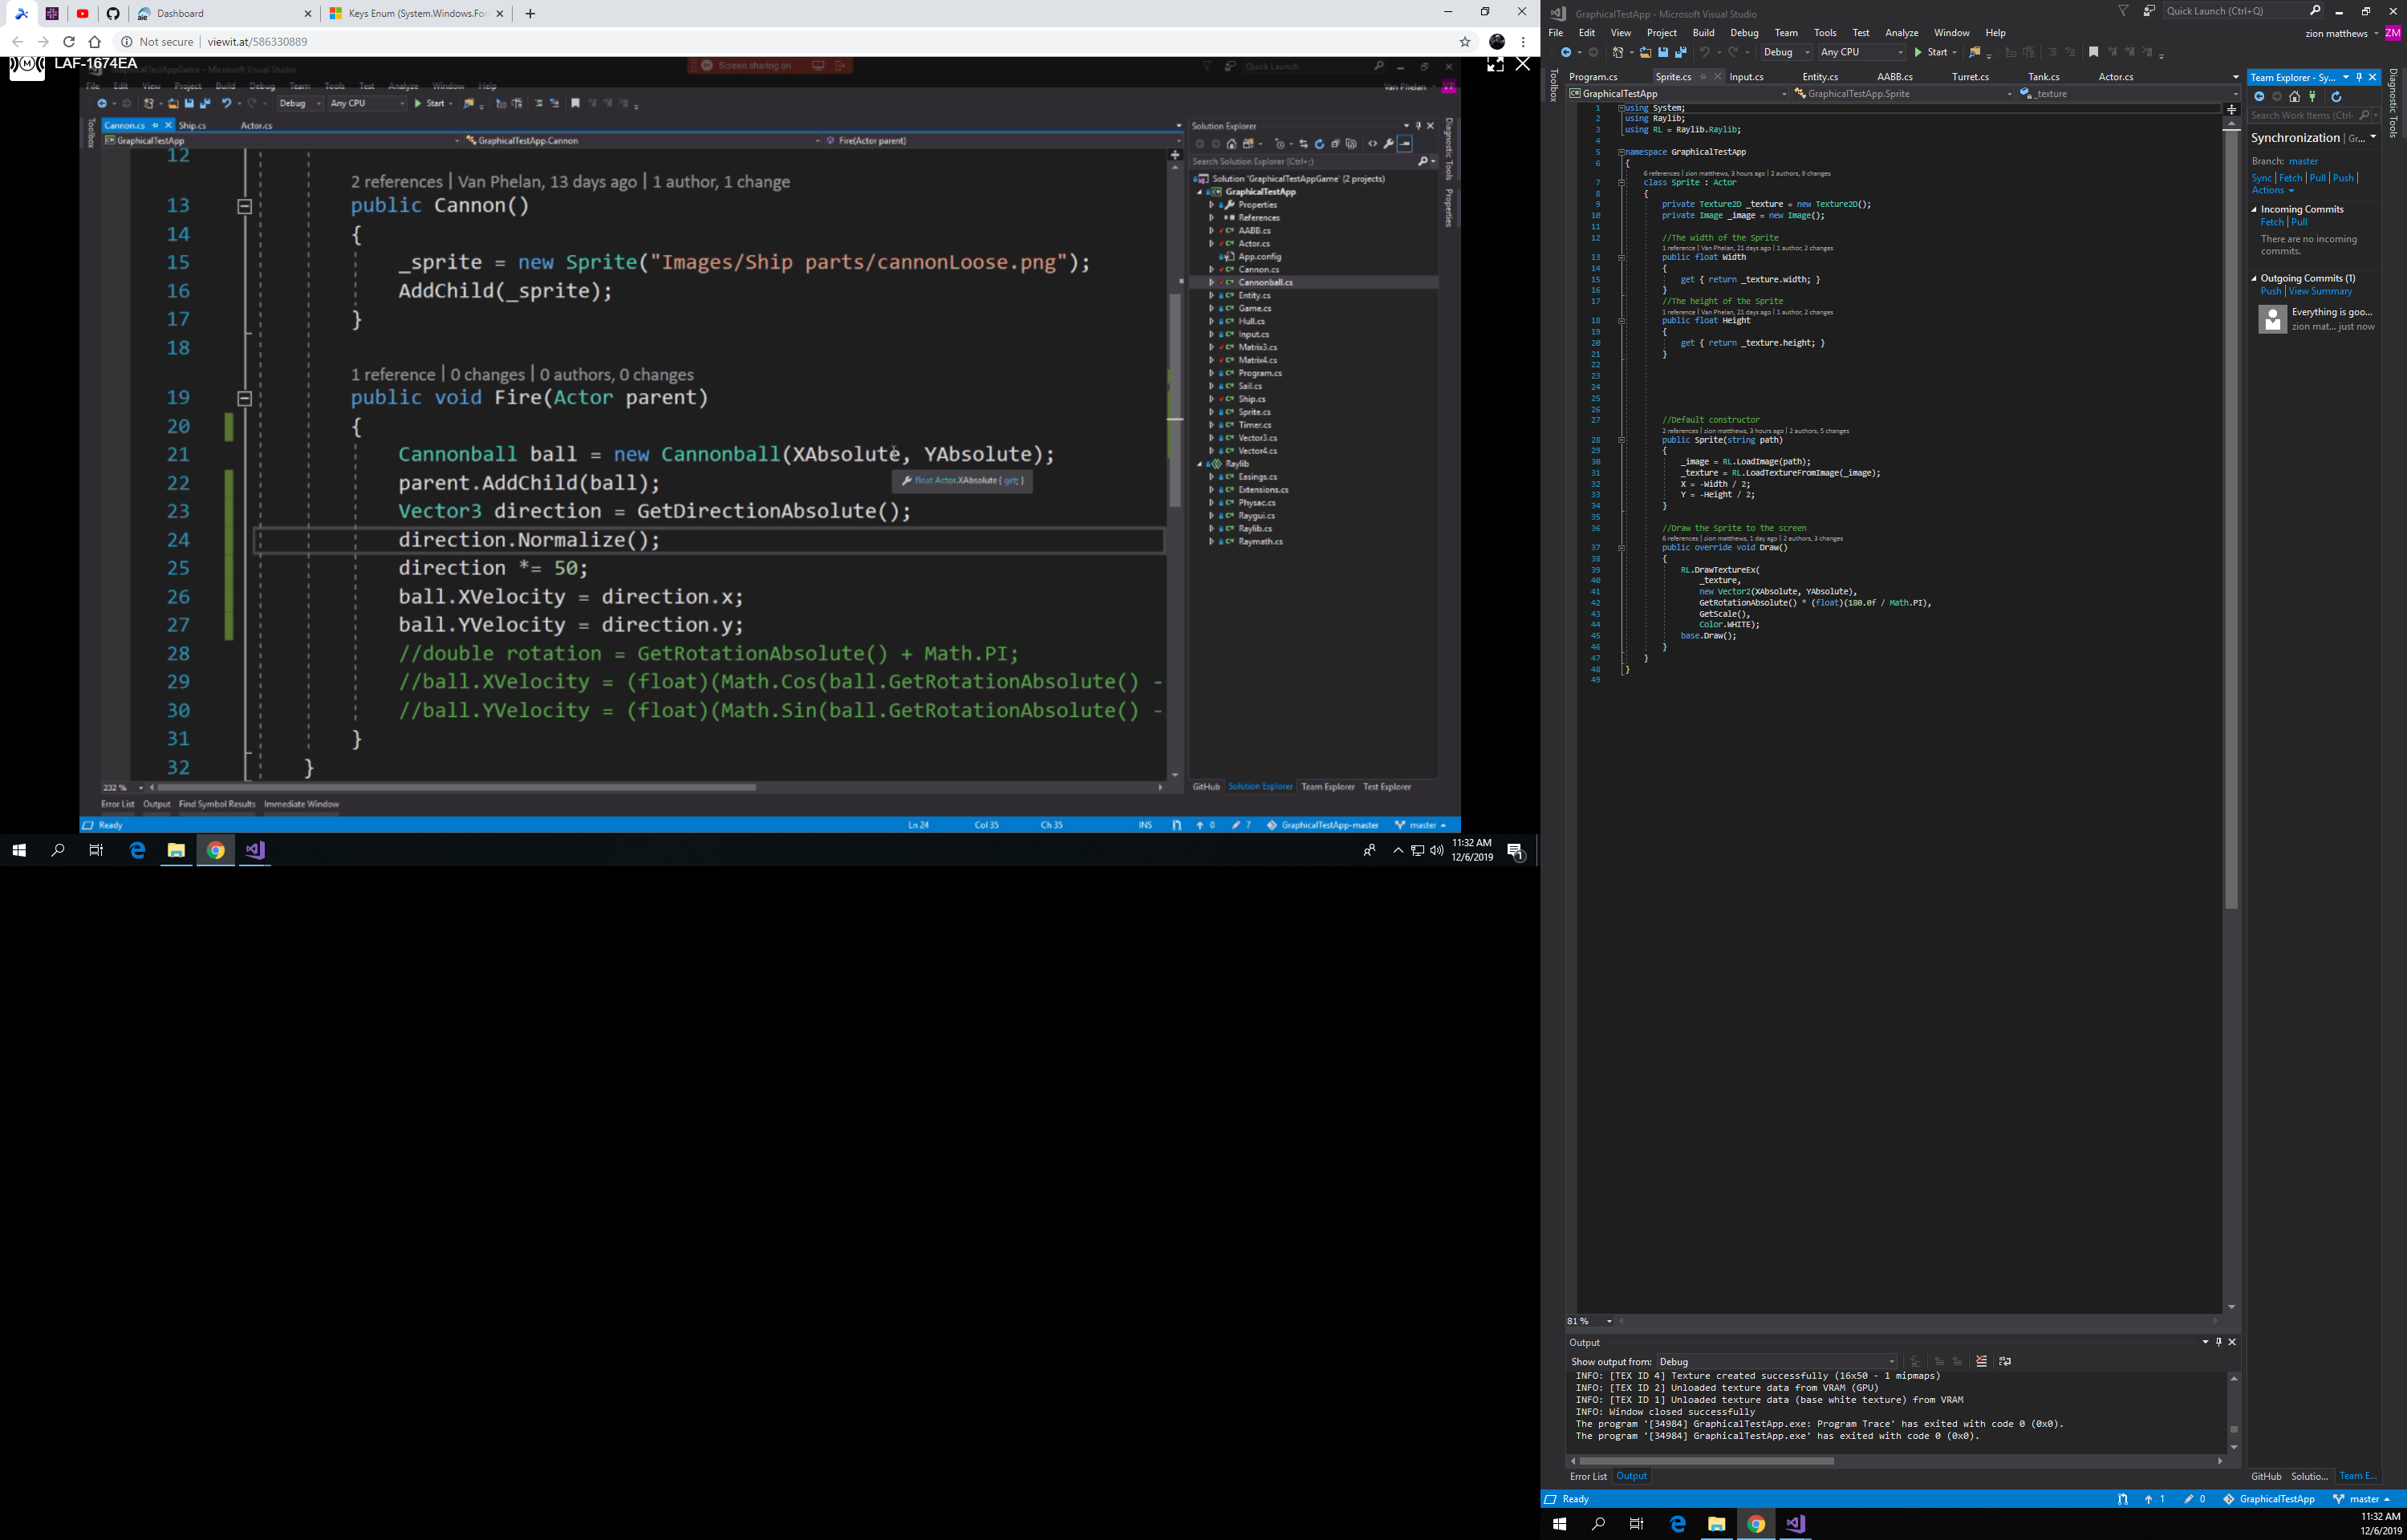 Dashboard
Keys Enum (System.Windows.For
Not secure | viewit.at/586330889
LAF-1674EA
GraphicalTestAppGame - Microsoft Visual Studio
Screen sharing on
Quick Launch
File Edit View Project Build Debug Team Tools Test Analyze Window Help
Van Phelan
Debug Any CPU Start
Cannon.cs Ship.cs Actor.cs
GraphicalTestApp GraphicalTestApp.Cannon Fire(Actor parent)
Toolbox
12
2 references | Van Phelan, 13 days ago | 1 author, 1 change
13 public Cannon()
14 {
15 _sprite = new Sprite("Images/Ship parts/cannonLoose.png");
16 AddChild(_sprite);
17 }
18
1 reference | 0 changes | 0 authors, 0 changes
19 public void Fire(Actor parent)
20 {
21 Cannonball ball = new Cannonball(XAbsolute, YAbsolute);
22 parent.AddChild(ball);
float Actor.XAbsolute { get; }
23 Vector3 direction = GetDirectionAbsolute();
24 direction.Normalize();
25 direction *= 50;
26 ball.XVelocity = direction.x;
27 ball.YVelocity = direction.y;
28 //double rotation = GetRotationAbsolute() + Math.PI;
29 //ball.XVelocity = (float)(Math.Cos(ball.GetRotationAbsolute() -
30 //ball.YVelocity = (float)(Math.Sin(ball.GetRotationAbsolute() -
31 }
32 }
232 %
Error List Output Find Symbol Results Immediate Window
Ready Ln 24 Col 35 Ch 35 INS 0 7 GraphicalTestApp-master master
Solution Explorer
Search Solution Explorer (Ctrl+;)
Solution 'GraphicalTestAppGame' (2 projects)
GraphicalTestApp
Properties
References
AABB.cs
Actor.cs
App.config
Cannon.cs
Cannonball.cs
Entity.cs
Game.cs
Hull.cs
Input.cs
Matrix3.cs
Matrix4.cs
Program.cs
Sail.cs
Ship.cs
Sprite.cs
Timer.cs
Vector3.cs
Vector4.cs
Raylib
Easings.cs
Extensions.cs
Physac.cs
Raygui.cs
Raylib.cs
Raymath.cs
GitHub Solution Explorer Team Explorer Test Explorer
Diagnostic Tools
Properties
11:32 AM
12/6/2019
1
GraphicalTestApp - Microsoft Visual Studio
Quick Launch (Ctrl+Q)
File Edit View Project Build Debug Team Tools Test Analyze Window Help
zion matthews ZM
Debug Any CPU Start
Toolbox
Program.cs Sprite.cs Input.cs Entity.cs AABB.cs Turret.cs Tank.cs Actor.cs
GraphicalTestApp GraphicalTestApp.Sprite _texture
1 using System;
2 using Raylib;
3 using RL = Raylib.Raylib;
4
5 namespace GraphicalTestApp
6 {
6 references | zion matthews, 3 hours ago | 2 authors, 9 changes
7 class Sprite : Actor
8 {
9 private Texture2D _texture = new Texture2D();
10 private Image _image = new Image();
11
12 //The width of the Sprite
1 reference | Van Phelan, 21 days ago | 1 author, 2 changes
13 public float Width
14 {
15 get { return _texture.width; }
16 }
17 //The height of the Sprite
1 reference | Van Phelan, 21 days ago | 1 author, 2 changes
18 public float Height
19 {
20 get { return _texture.height; }
21 }
22
23
24
25
26
27 //Default constructor
2 references | zion matthews, 3 hours ago | 2 authors, 5 changes
28 public Sprite(string path)
29 {
30 _image = RL.LoadImage(path);
31 _texture = RL.LoadTextureFromImage(_image);
32 X = -Width / 2;
33 Y = -Height / 2;
34 }
35
36 //Draw the Sprite to the screen
6 references | zion matthews, 1 day ago | 2 authors, 3 changes
37 public override void Draw()
38 {
39 RL.DrawTextureEx(
40 _texture,
41 new Vector2(XAbsolute, YAbsolute),
42 GetRotationAbsolute() * (float)(180.0f / Math.PI),
43 GetScale(),
44 Color.WHITE);
45 base.Draw();
46 }
47 }
48 }
49
81 %
Output
Show output from: Debug
INFO: [TEX ID 4] Texture created successfully (16x50 - 1 mipmaps)
INFO: [TEX ID 2] Unloaded texture data from VRAM (GPU)
INFO: [TEX ID 1] Unloaded texture data (base white texture) from VRAM
INFO: Window closed successfully
The program '[34984] GraphicalTestApp.exe: Program Trace' has exited with code 0 (0x0).
The program '[34984] GraphicalTestApp.exe' has exited with code 0 (0x0).
Error List Output
Team Explorer - Sy...
Search Work Items (Ctrl-
Synchronization | Gr...
Branch: master
Sync | Fetch | Pull | Push |
Actions
Incoming Commits
Fetch | Pull
There are no incoming
commits.
Outgoing Commits (1)
Push | View Summary
Everything is goo...
zion mat... just now
Diagnostic Tools
GitHub Solutio... Team E...
Ready 1 0 GraphicalTestApp master
11:32 AM
12/6/2019